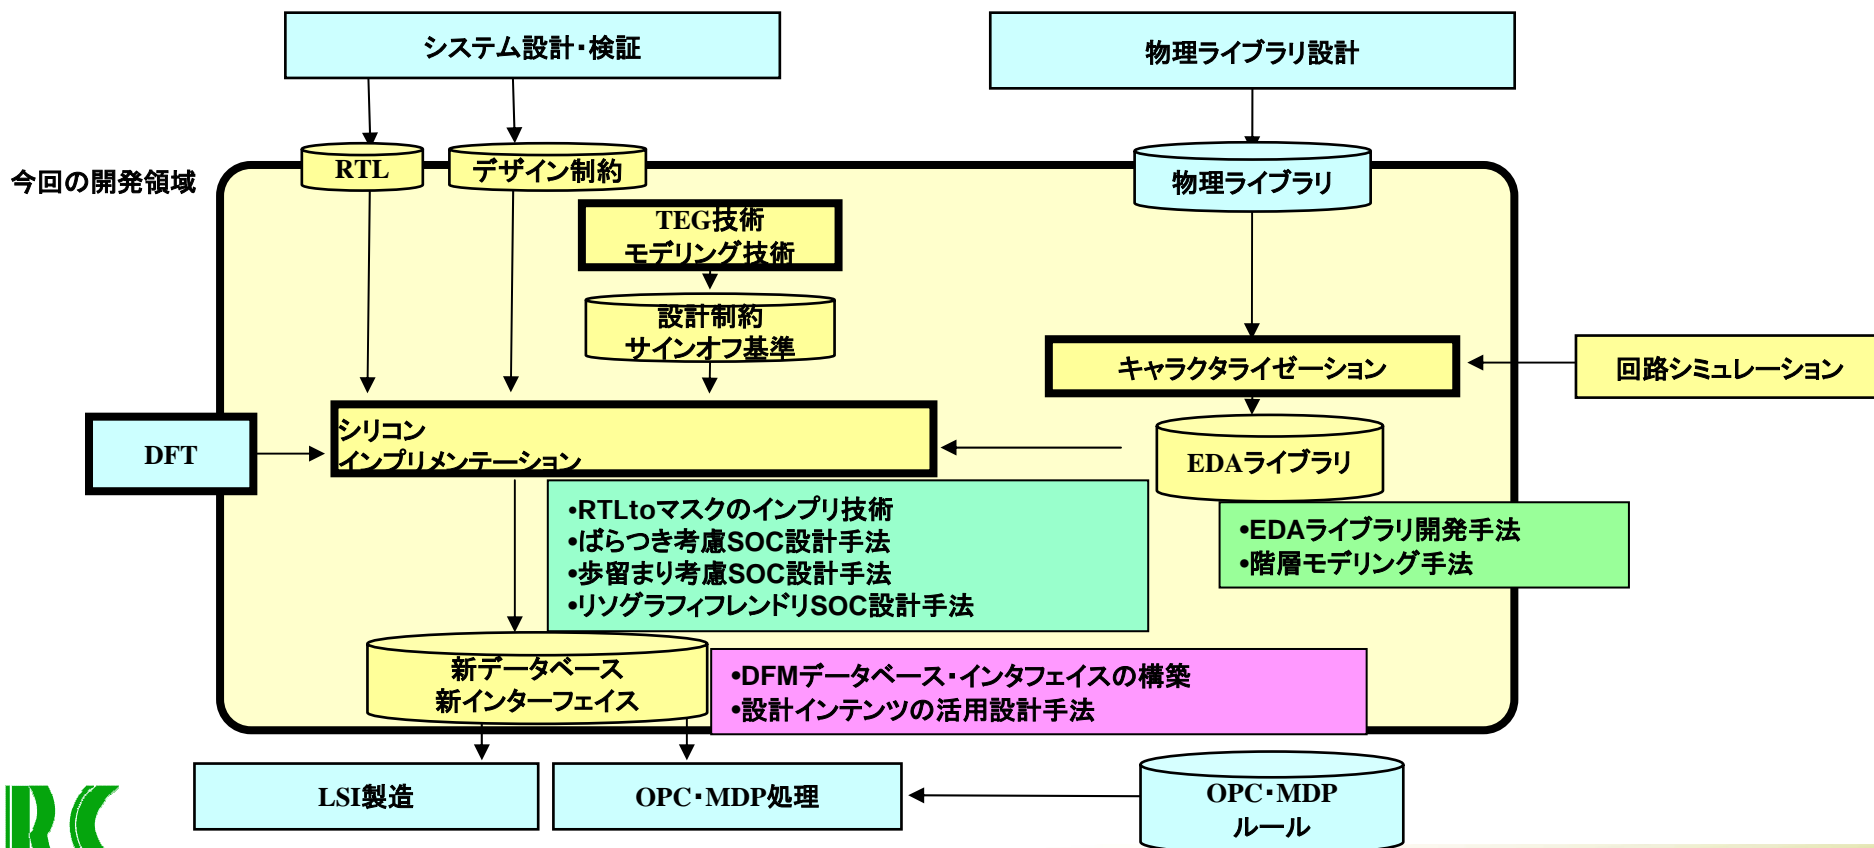 システム設計・検証
物理ライブラリ設計
今回の開発領域
RTL
デザイン制約
物理ライブラリ
TEG技術
モデリング技術
設計制約
サインオフ基準
キャラクタライゼーション
回路シミュレーション
DFT
シリコン
インプリメンテーション
EDAライブラリ
•RTLtoマスクのインプリ技術
•ばらつき考慮SOC設計手法
•歩留まり考慮SOC設計手法
•リソグラフィフレンドリSOC設計手法
•EDAライブラリ開発手法
•階層モデリング手法
新データベース
新インターフェイス
•DFMデータベース・インタフェイスの構築
•設計インテンツの活用設計手法
LSI製造
OPC・MDP処理
OPC・MDP
ルール
RC